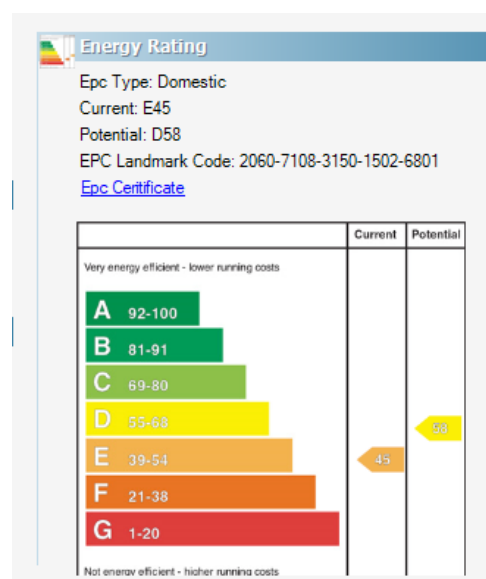 Energy Rating
Epc Type: Domestic
Current: E45
Potential: D58
EPC Landmark Code: 2060-7108-3150-1502-6801
Epc Ceritificate
Current Potential
Very energy efficient - lower running costs
A 92-100
B 81-91
C 69-80
D 55-68
58
E 39-54
45
F 21-38
G 1-20
Not energy efficient - higher running costs